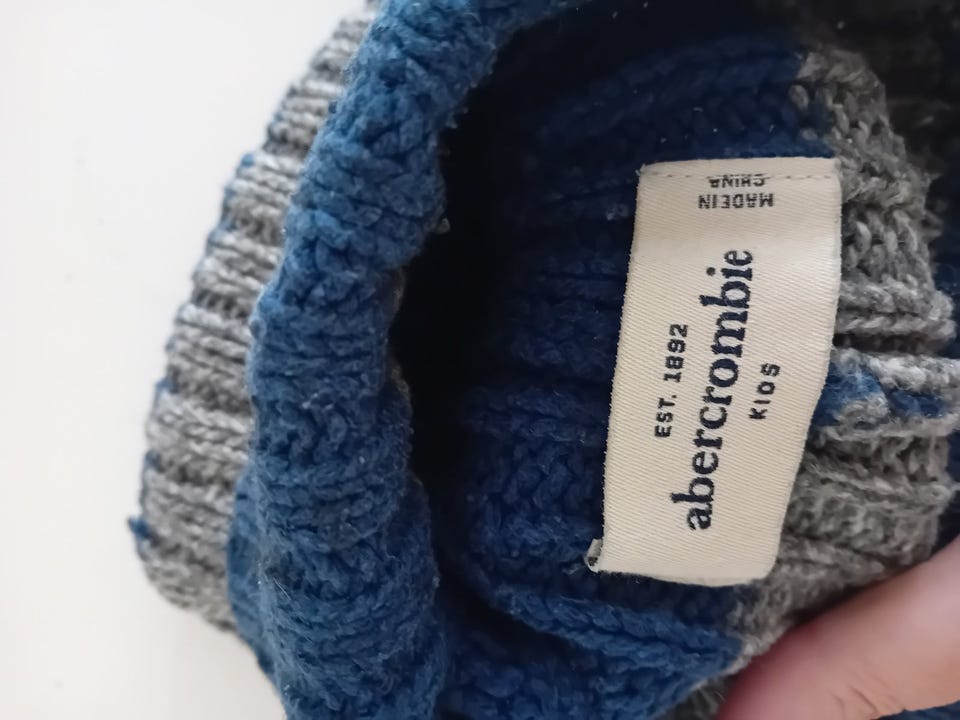 EST. 1892
abercrombie
KIDS
MADE IN
CHINA